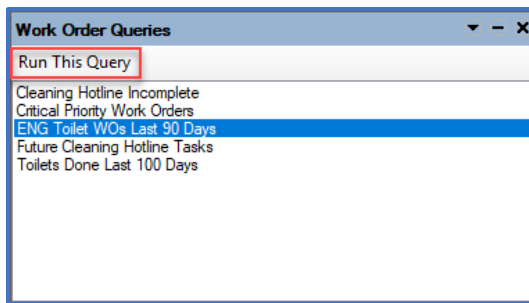 Work Order Queries
Run This Query
Cleaning Hotline Incomplete
Critical Priority Work Orders
ENG Toilet WOs Last 90 Days
Future Cleaning Hotline Tasks
Toilets Done Last 100 Days